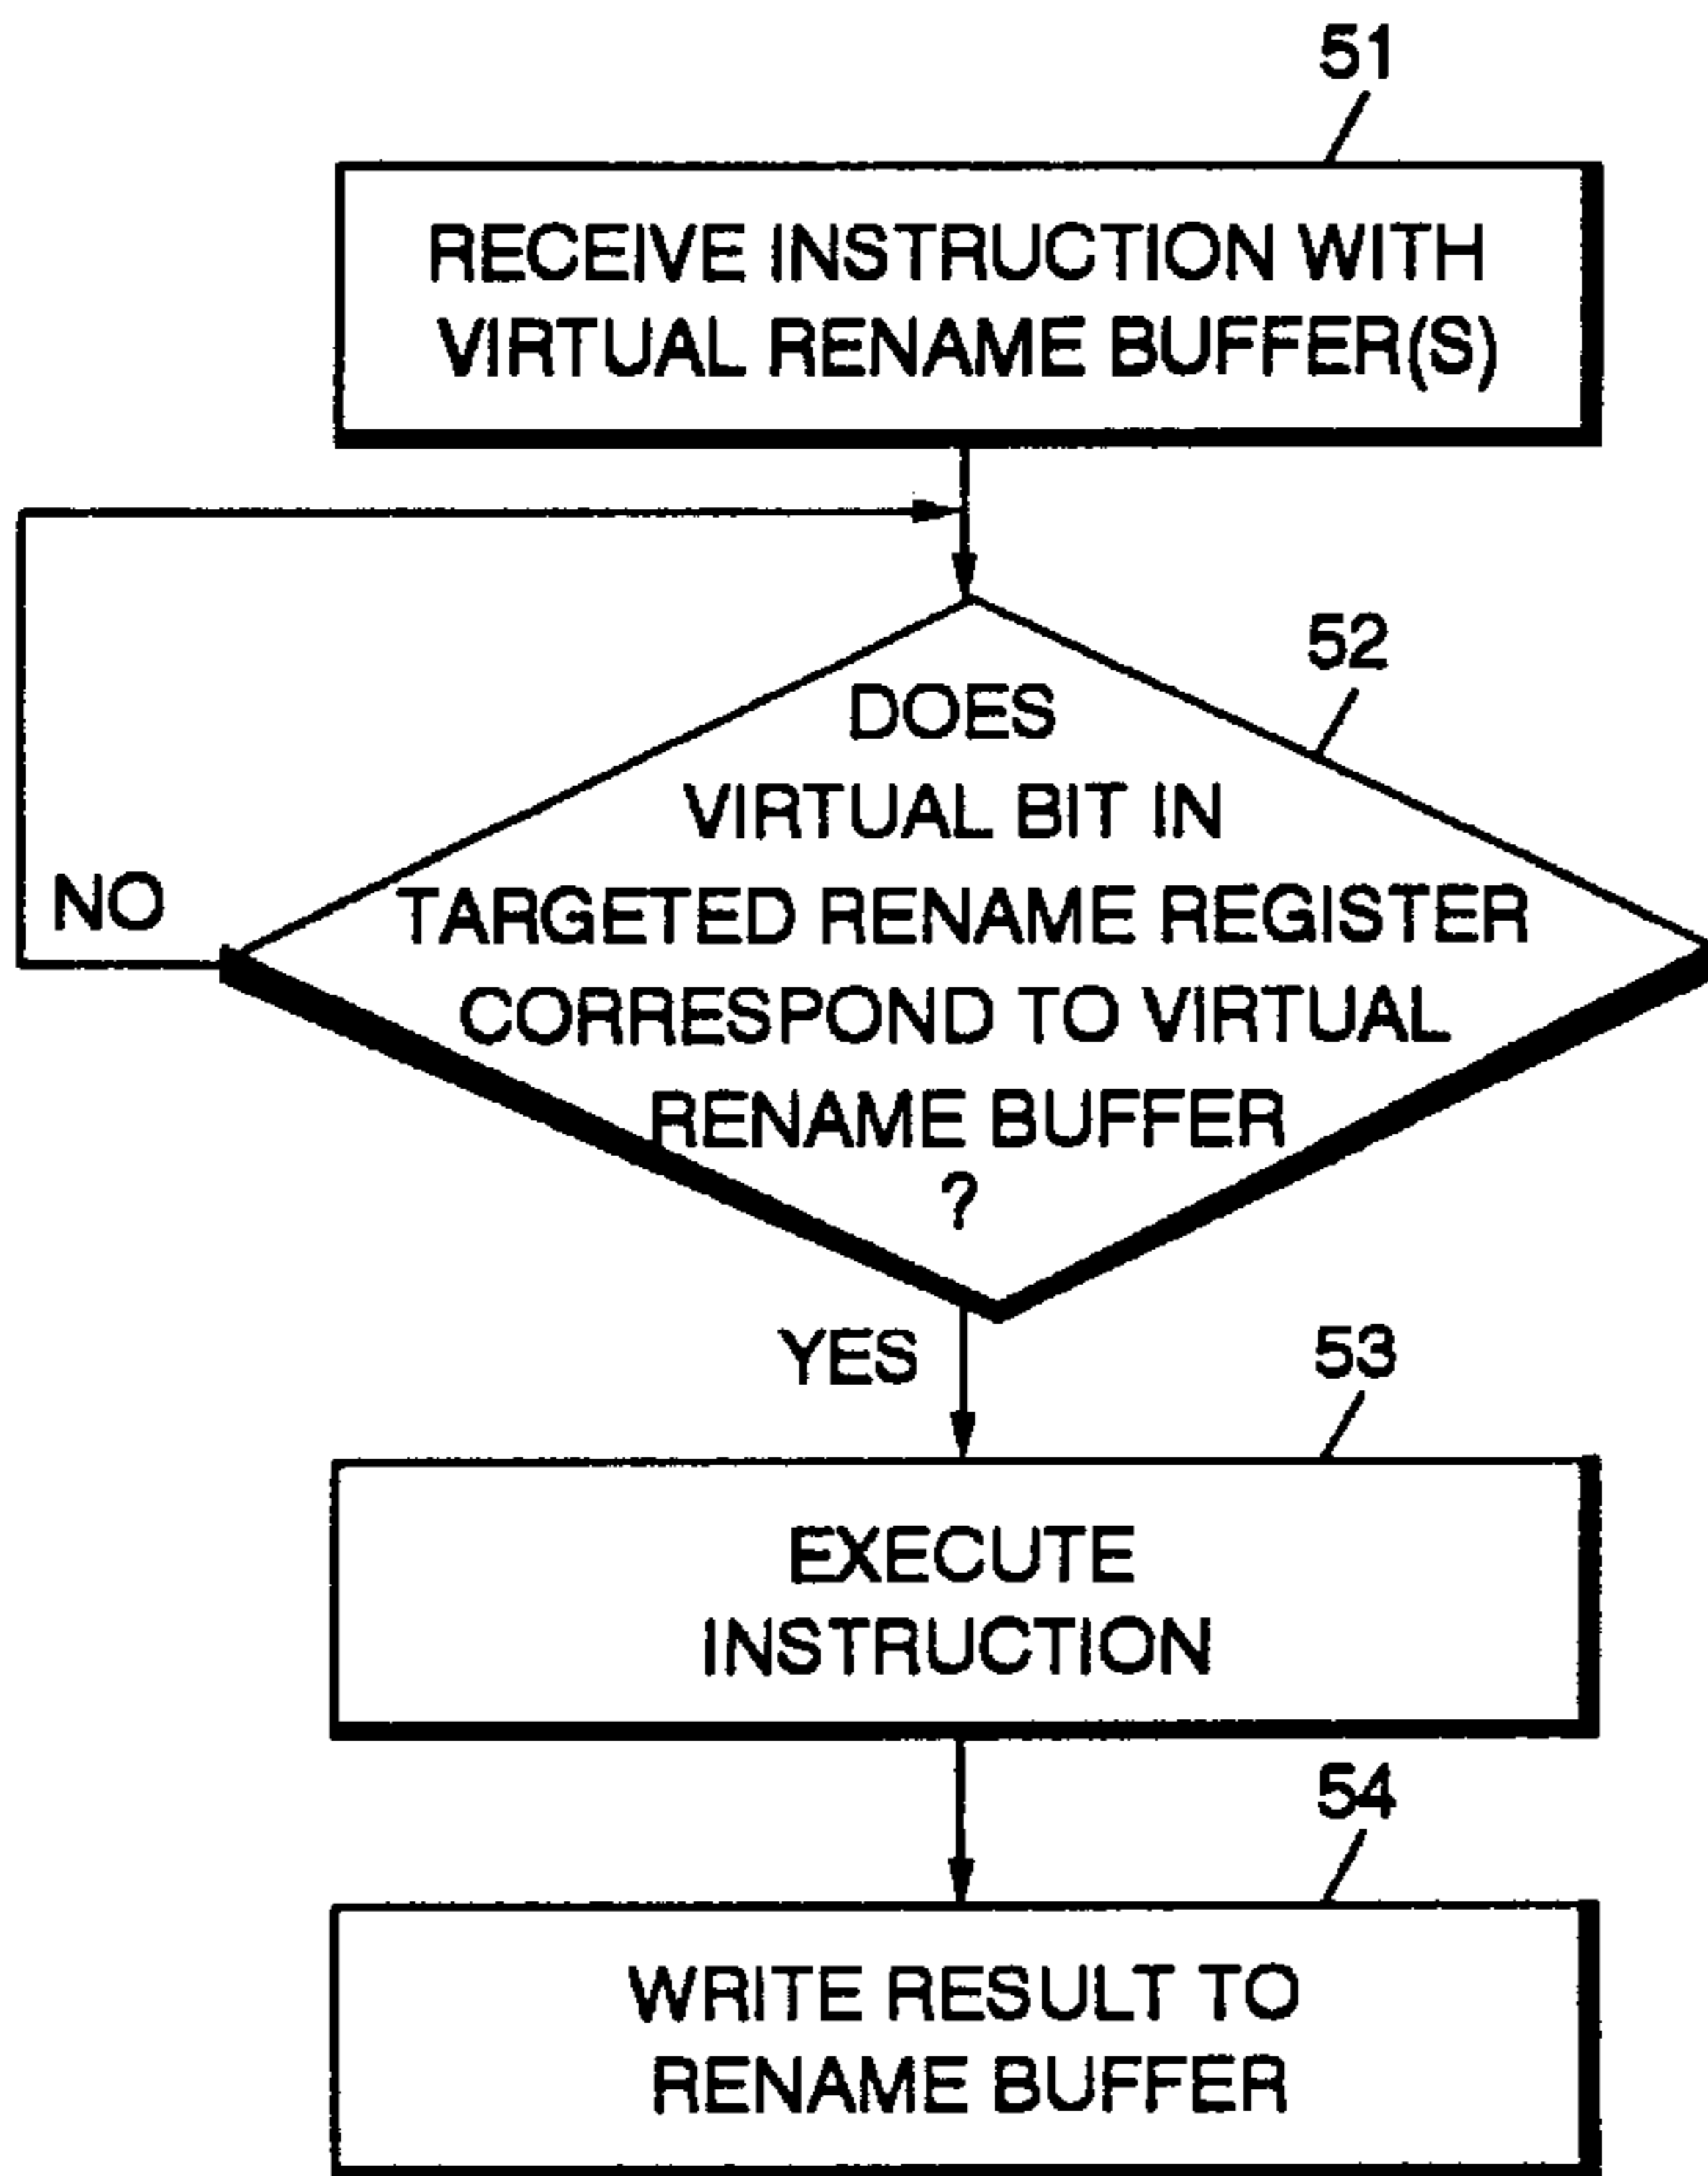 51
RECEIVE INSTRUCTION WITH
VIRTUAL RENAME BUFFER(S)
52
DOES
VIRTUAL BIT IN
TARGETED RENAME REGISTER
CORRESPOND TO VIRTUAL
RENAME BUFFER
?
NO
YES
53
EXECUTE
INSTRUCTION
54
WRITE RESULT TO
RENAME BUFFER